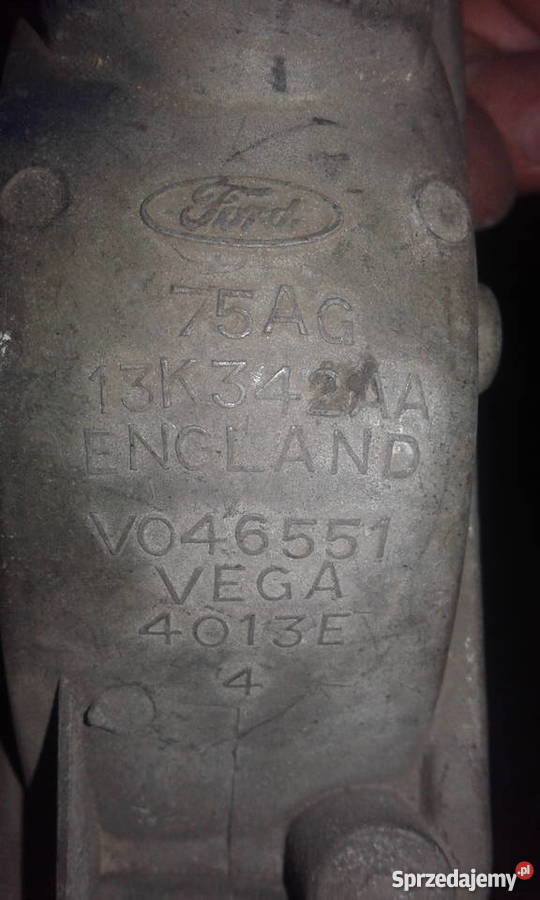 Ford
75AG
13K342AA
ENGLAND
V046551
VEGA
4013E
4
Sprzedajemy.pl